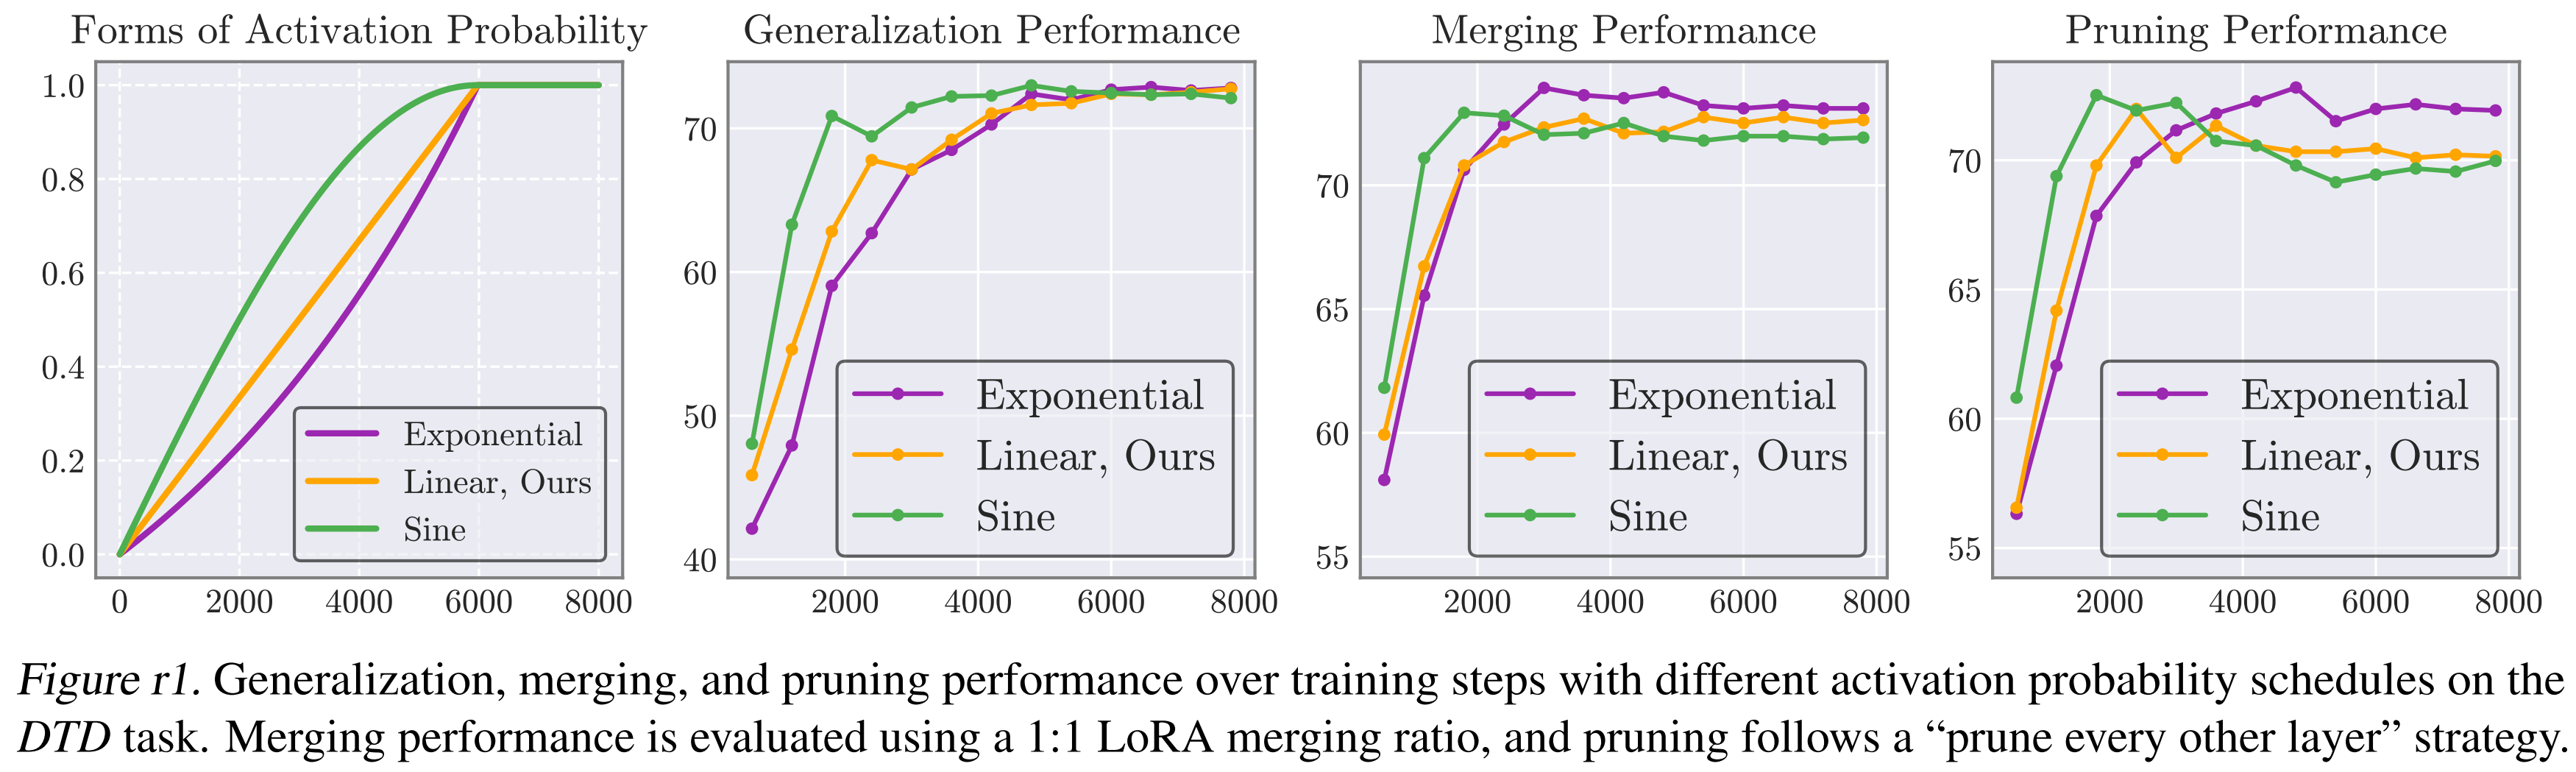 Forms of Activation Probability
1.0
0.8
0.6
0.4
0.2
0.0
0 2000 4000 6000 8000
Exponential
Linear, Ours
Sine
Generalization Performance
70
60
50
40
2000 4000 6000 8000
Exponential
Linear, Ours
Sine
Merging Performance
70
65
60
55
2000 4000 6000 8000
Exponential
Linear, Ours
Sine
Pruning Performance
70
65
60
55
2000 4000 6000 8000
Exponential
Linear, Ours
Sine
Figure r1. Generalization, merging, and pruning performance over training steps with different activation probability schedules on the
DTD task. Merging performance is evaluated using a 1:1 LoRA merging ratio, and pruning follows a “prune every other layer” strategy.